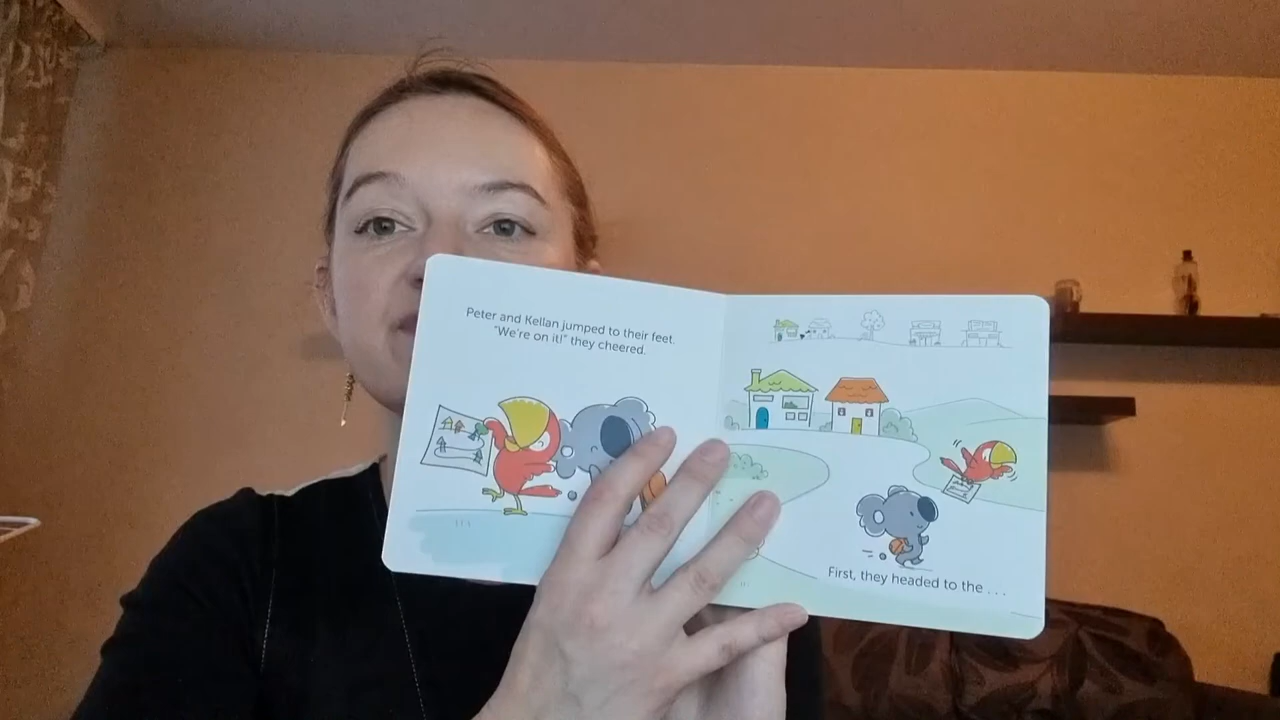 Peter and Kellan jumped to their feet.
"We're on it!" they cheered.
First, they headed to the . . .